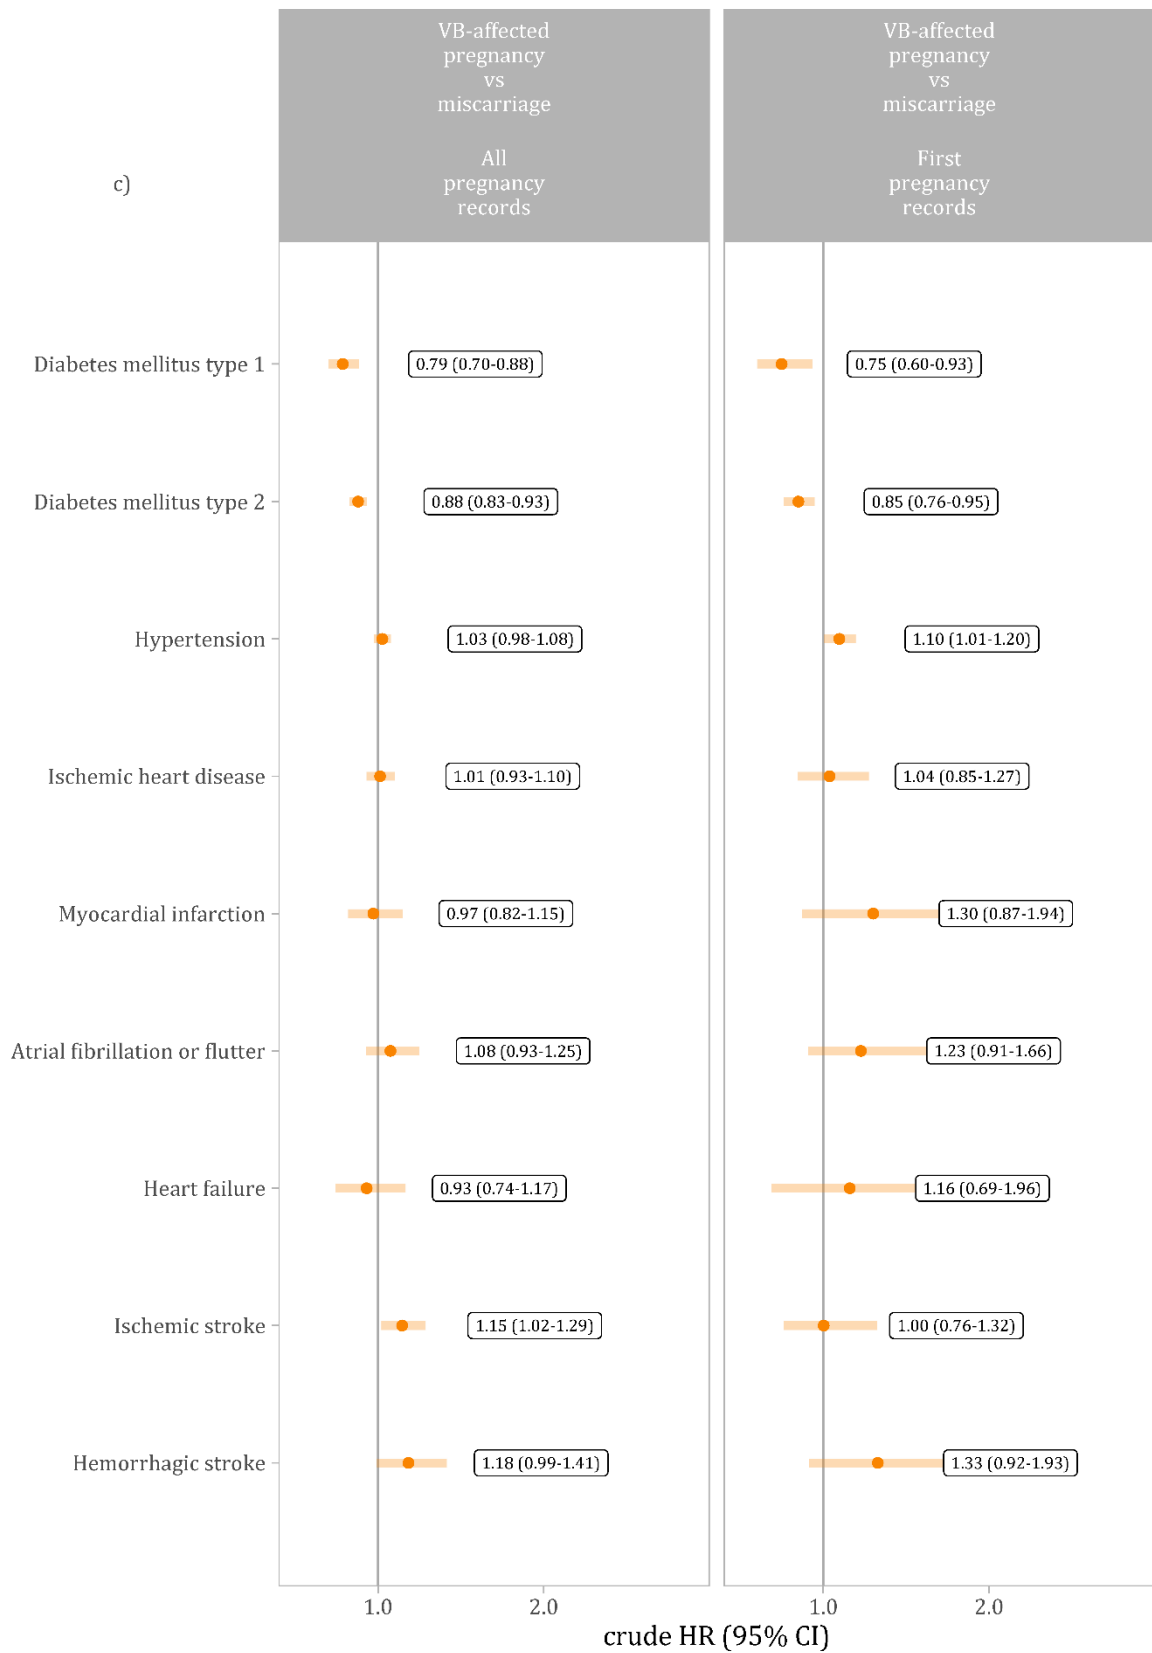 VB-affected
pregnancy
vs
miscarriage
All
pregnancy
records
VB-affected
pregnancy
vs
miscarriage
First
pregnancy
records
c)
Diabetes mellitus type 1
0.79 (0.70-0.88)
0.75 (0.60-0.93)
Diabetes mellitus type 2
0.88 (0.83-0.93)
0.85 (0.76-0.95)
Hypertension
1.03 (0.98-1.08)
1.10 (1.01-1.20)
Ischemic heart disease
1.01 (0.93-1.10)
1.04 (0.85-1.27)
Myocardial infarction
0.97 (0.82-1.15)
1.30 (0.87-1.94)
Atrial fibrillation or flutter
1.08 (0.93-1.25)
1.23 (0.91-1.66)
Heart failure
0.93 (0.74-1.17)
1.16 (0.69-1.96)
Ischemic stroke
1.15 (1.02-1.29)
1.00 (0.76-1.32)
Hemorrhagic stroke
1.18 (0.99-1.41)
1.33 (0.92-1.93)
1.0
2.0
1.0
2.0
crude HR (95% CI)